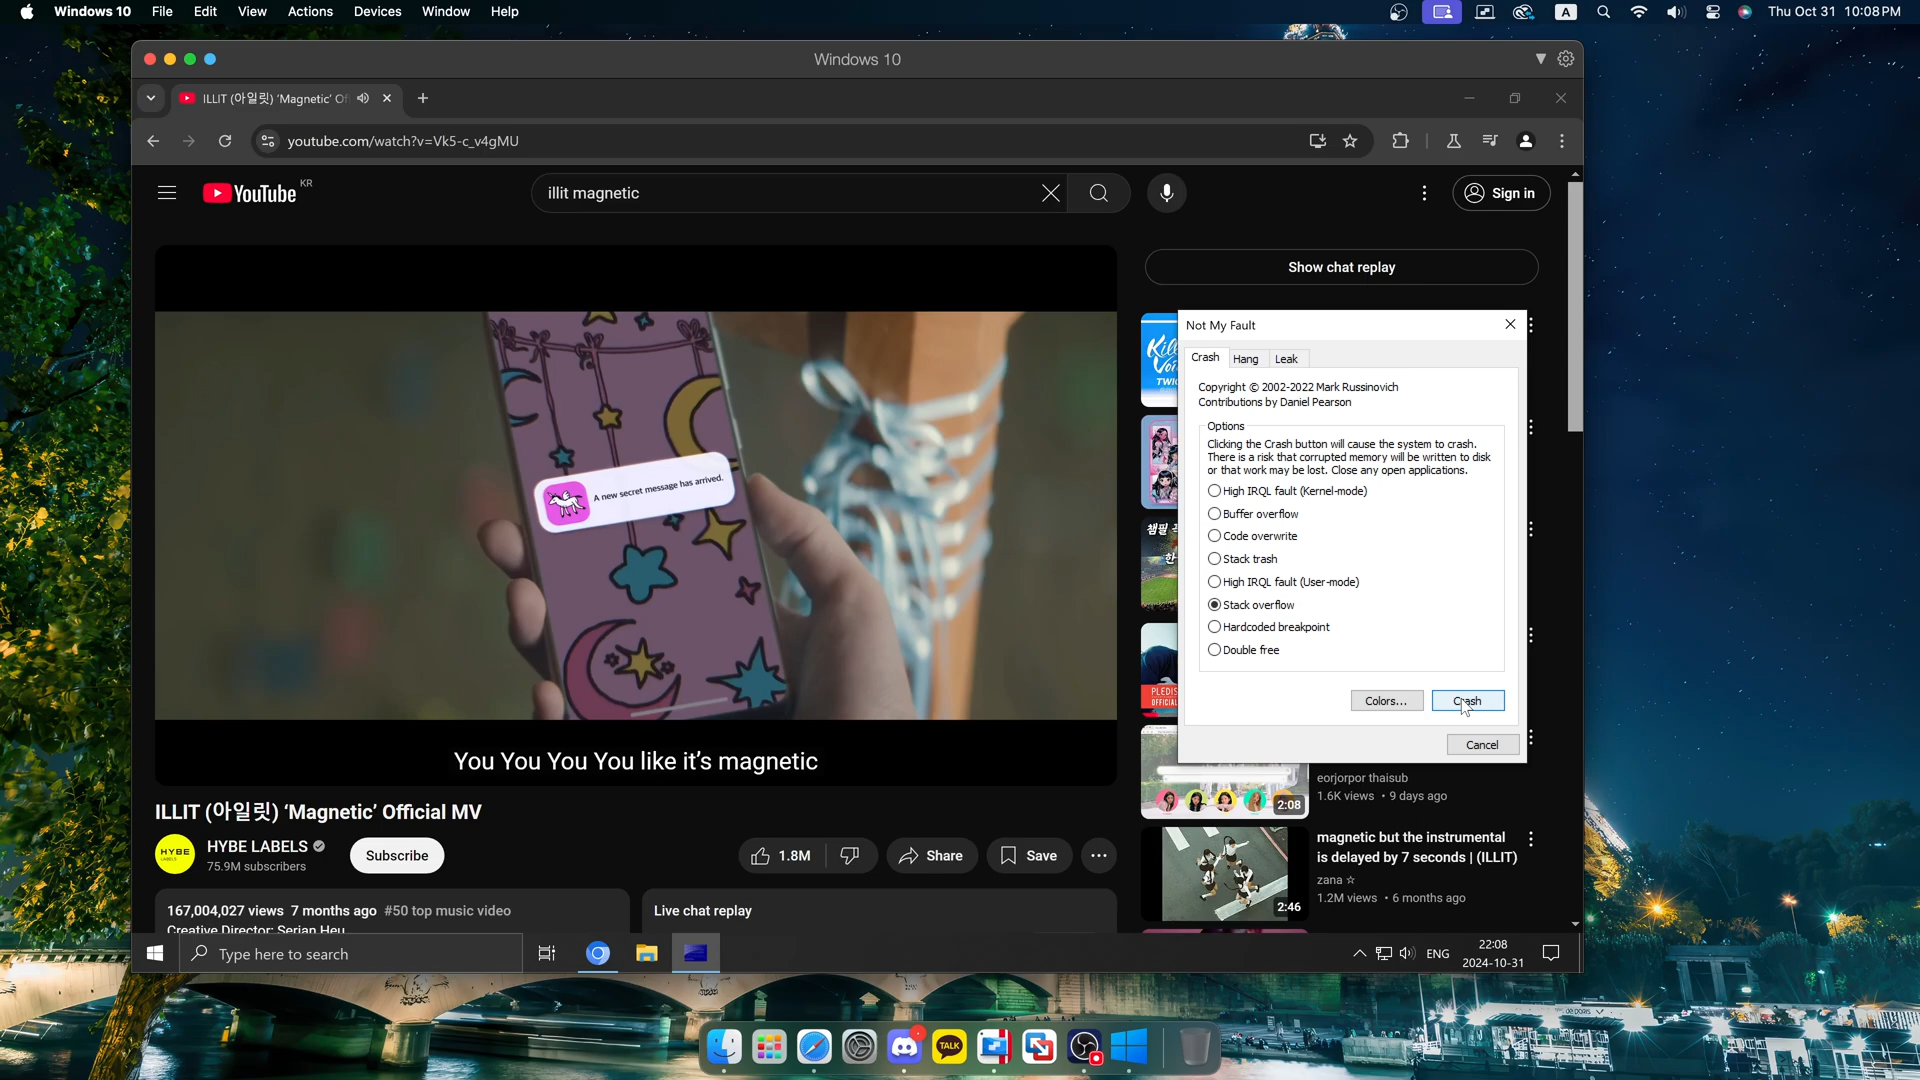 Windows 10 File Edit View Actions Devices Window Help
A Thu Oct 31 10:08 PM
Windows 10
ILLIT (아일릿) ‘Magnetic’ Of
youtube.com/watch?v=Vk5-c_v4gMU
YouTube KR
illit magnetic
Sign in
A new secret message has arrived.
You You You You like it’s magnetic
ILLIT (아일릿) ‘Magnetic’ Official MV
HYBE LABELS
HYBE LABELS
75.9M subscribers
Subscribe
1.8M
Share
Save
167,004,027 views 7 months ago #50 top music video
Creative Director: Serian Heu
Live chat replay
Show chat replay
TWIC
PLEDIS
OFFICIAL
Not My Fault
Crash Hang Leak
Copyright © 2002-2022 Mark Russinovich
Contributions by Daniel Pearson
Options
Clicking the Crash button will cause the system to crash.
There is a risk that corrupted memory will be written to disk
or that work may be lost. Close any open applications.
High IRQL fault (Kernel-mode)
Buffer overflow
Code overwrite
Stack trash
High IRQL fault (User-mode)
Stack overflow
Hardcoded breakpoint
Double free
Colors... Crash
Cancel
eorjorpor thaisub
1.6K views • 9 days ago
2:08
magnetic but the instrumental
is delayed by 7 seconds | (ILLIT)
zana ☆
1.2M views • 6 months ago
2:46
Type here to search
ENG
22:08
2024-10-31
TALK